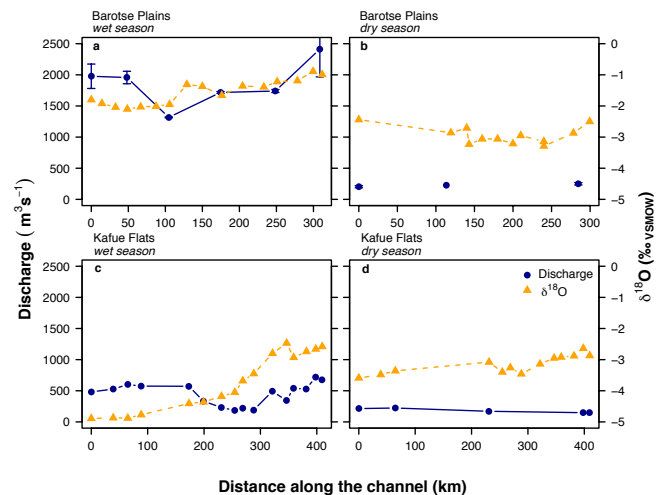 Barotse Plains
wet season
Barotse Plains
dry season
a
b
2500
2000
1500
1000
500
0
0
−1
−2
−3
−4
−5
0 50 100 150 200 250 300
0 50 100 150 200 250 300
Kafue Flats
wet season
Kafue Flats
dry season
c
d
Discharge
δ¹⁸O
2500
2000
1500
1000
500
0
0
−1
−2
−3
−4
−5
0 100 200 300 400
0 100 200 300 400
Discharge ( m³s⁻¹)
δ¹⁸O (‰ VSMOW)
Distance along the channel (km)